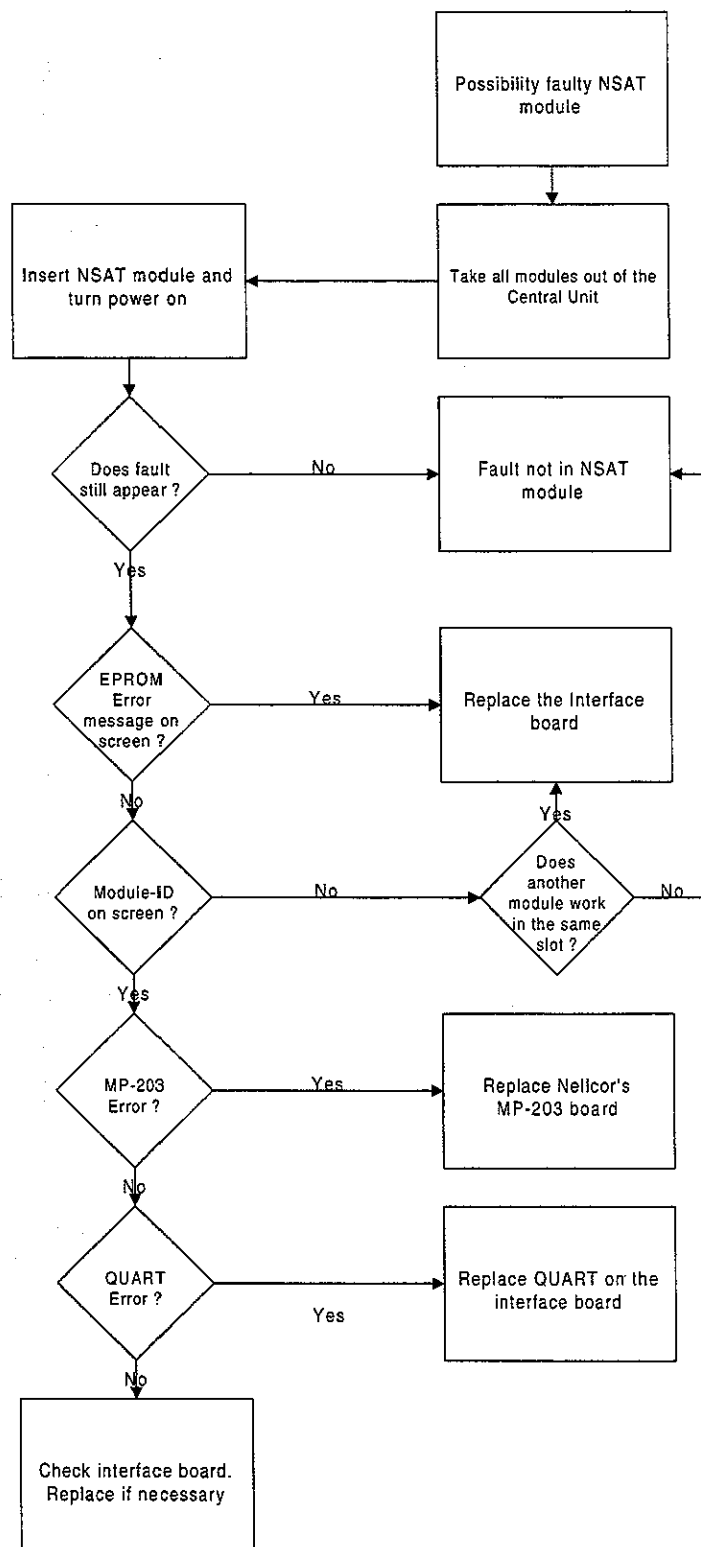 Possibility faulty NSAT
module
Take all modules out of the
Central Unit
Insert NSAT module and
turn power on
Does fault
still appear ?
No
Fault not in NSAT
module
Yes
EPROM
Error
message on
screen ?
Yes
Replace the Interface
board
No
Yes
Module-ID
on screen ?
No
Does
another
module work
in the same
slot ?
No
Yes
MP-203
Error ?
Yes
Replace Nellcor's
MP-203 board
No
QUART
Error ?
Yes
Replace QUART on the
interface board
No
Check interface board.
Replace if necessary